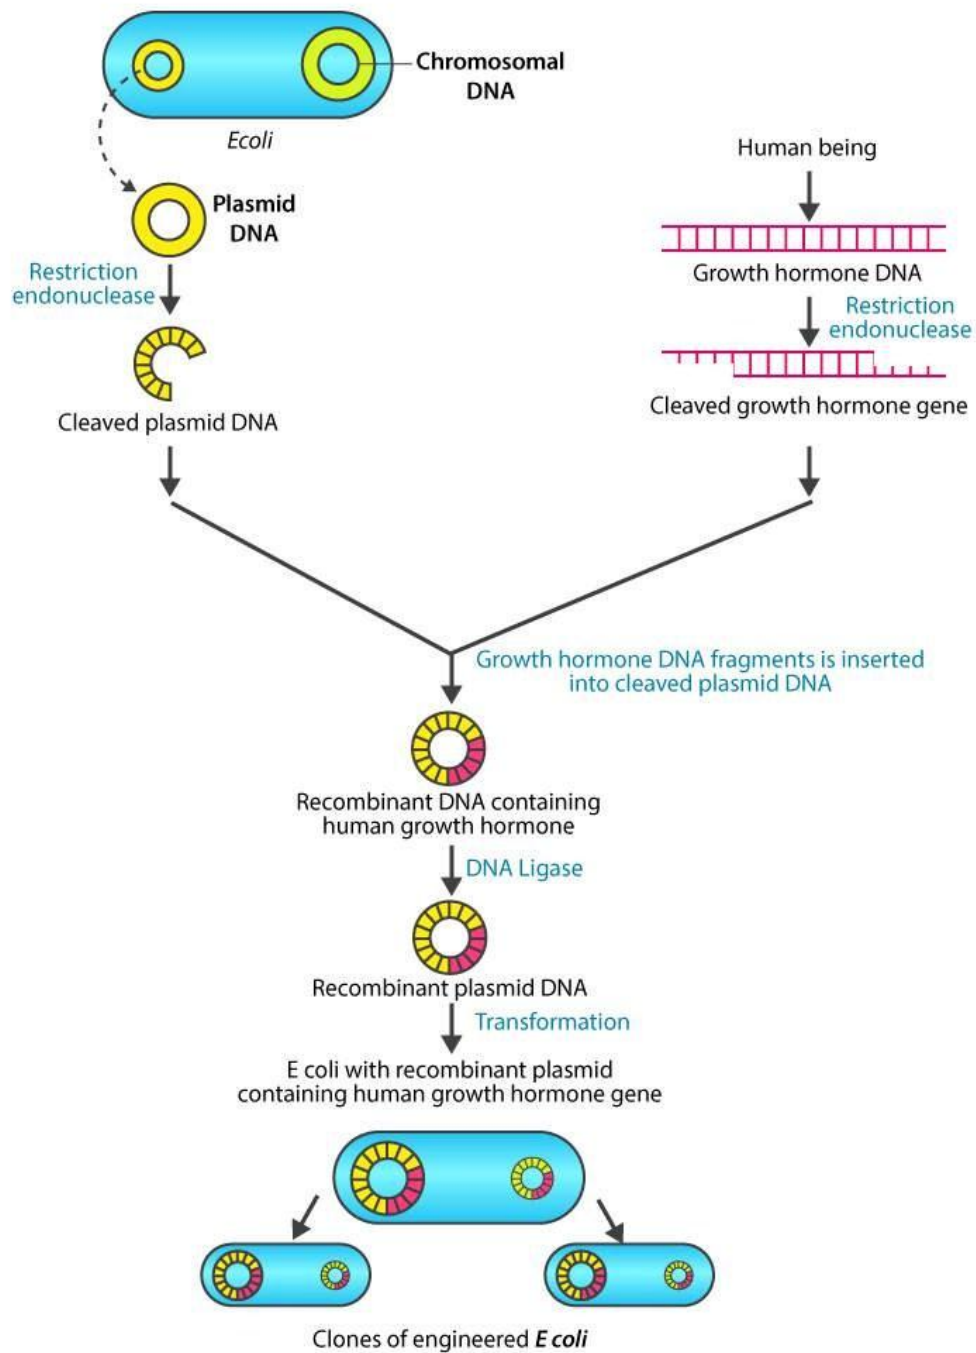 Chromosomal
DNA
Ecoli
Plasmid
DNA
Restriction
endonuclease
Cleaved plasmid DNA
Human being
Growth hormone DNA
Restriction
endonuclease
Cleaved growth hormone gene
Growth hormone DNA fragments is inserted
into cleaved plasmid DNA
Recombinant DNA containing
human growth hormone
DNA Ligase
Recombinant plasmid DNA
Transformation
E coli with recombinant plasmid
containing human growth hormone gene
Clones of engineered E coli